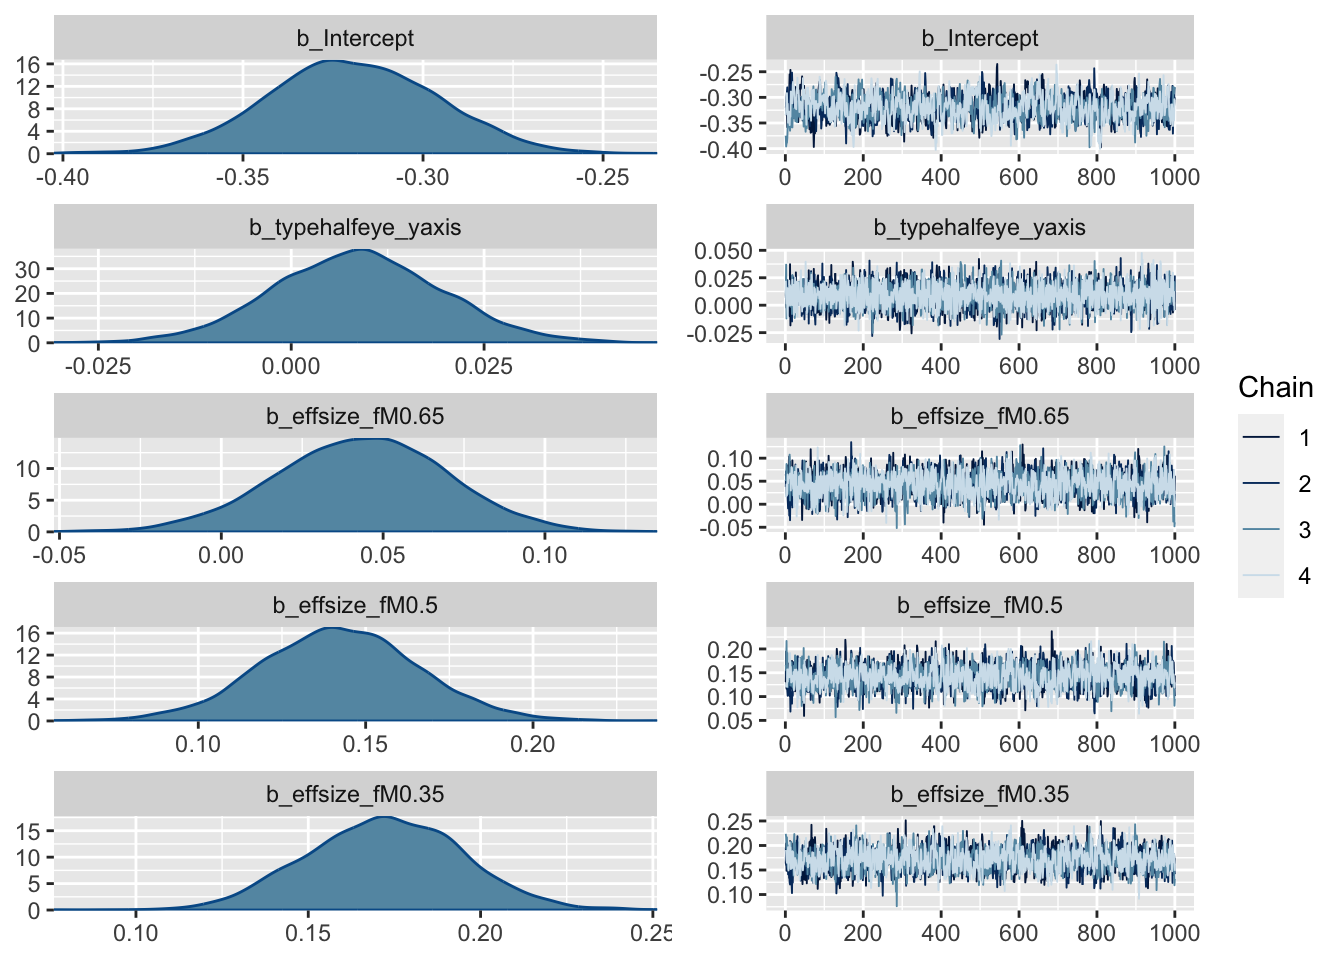 b_Intercept
16
12
8
4
0
-0.40 -0.35 -0.30 -0.25
b_Intercept
-0.25
-0.30
-0.35
-0.40
0 200 400 600 800 1000
b_typehalfeye_yaxis
30
20
10
0
-0.025 0.000 0.025
b_typehalfeye_yaxis
0.050
0.025
0.000
-0.025
0 200 400 600 800 1000
b_effsize_fM0.65
10
5
0
-0.05 0.00 0.05 0.10
b_effsize_fM0.65
0.10
0.05
0.00
-0.05
0 200 400 600 800 1000
b_effsize_fM0.5
16
12
8
4
0
0.10 0.15 0.20
b_effsize_fM0.5
0.20
0.15
0.10
0.05
0 200 400 600 800 1000
b_effsize_fM0.35
15
10
5
0
0.10 0.15 0.20 0.25
b_effsize_fM0.35
0.25
0.20
0.15
0.10
0 200 400 600 800 1000
Chain
1
2
3
4